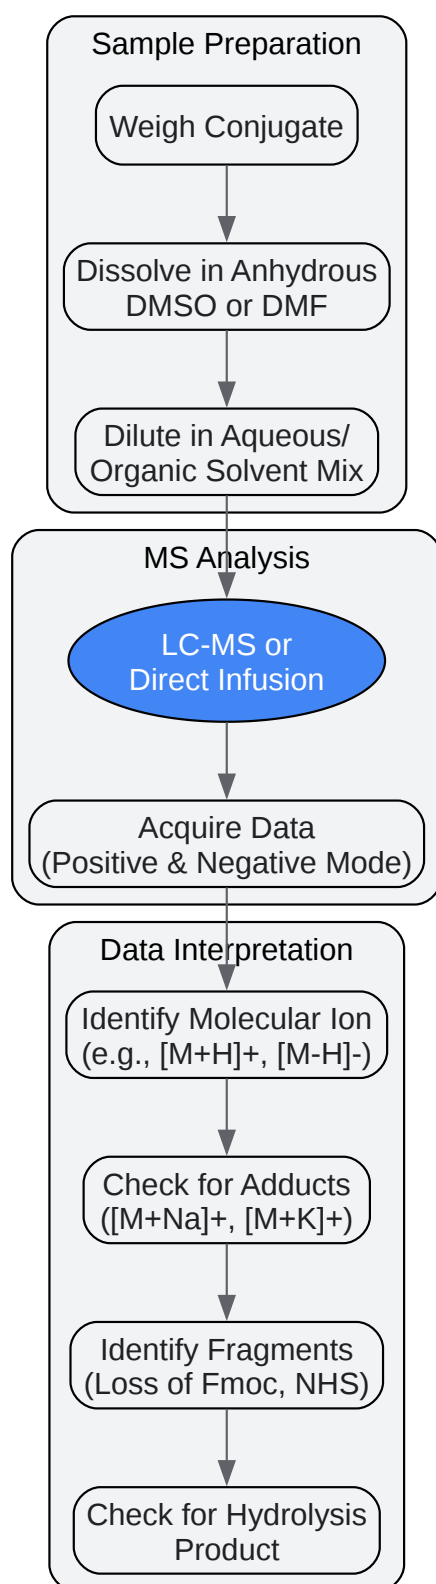 Sample Preparation
Weigh Conjugate
Dissolve in Anhydrous
DMSO or DMF
Dilute in Aqueous/
Organic Solvent Mix
MS Analysis
LC-MS or
Direct Infusion
Acquire Data
(Positive & Negative Mode)
Data Interpretation
Identify Molecular Ion
(e.g., [M+H]+, [M-H]-)
Check for Adducts
([M+Na]+, [M+K]+)
Identify Fragments
(Loss of Fmoc, NHS)
Check for Hydrolysis
Product